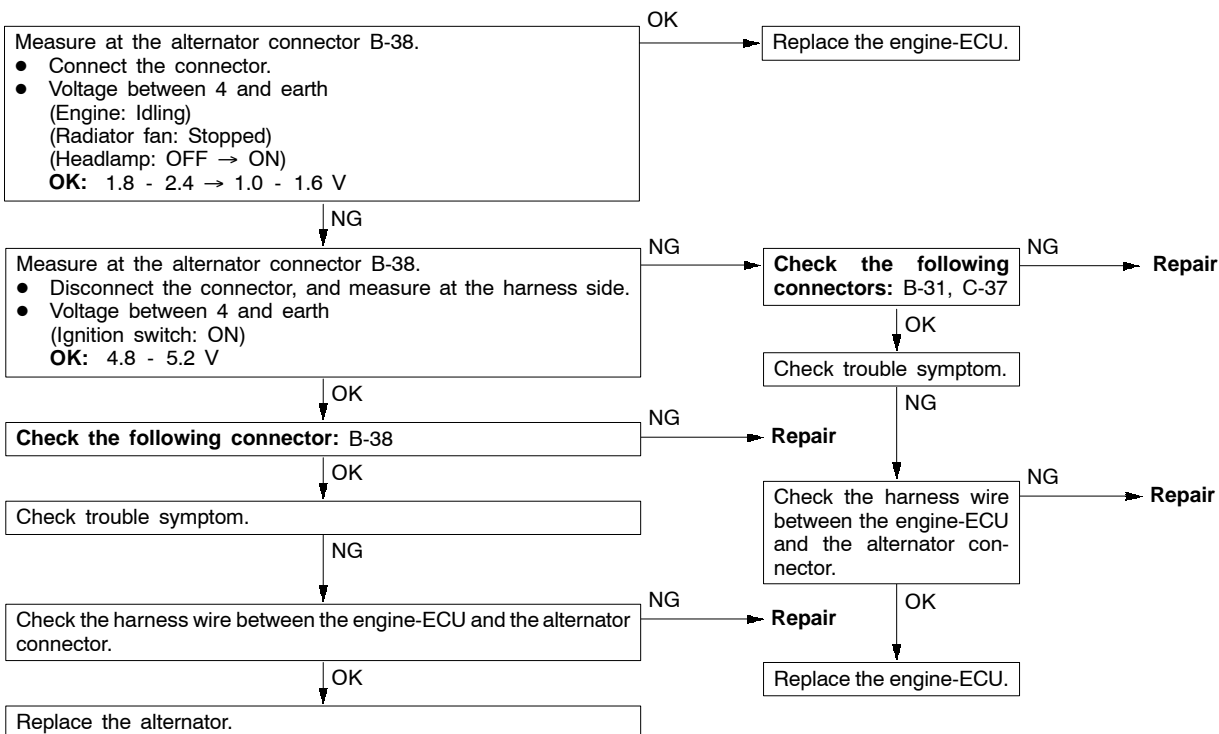 Measure at the alternator connector B-38.
● Connect the connector.
● Voltage between 4 and earth
(Engine: Idling)
(Radiator fan: Stopped)
(Headlamp: OFF → ON)
OK: 1.8 - 2.4 → 1.0 - 1.6 V
OK
Replace the engine-ECU.
NG
Measure at the alternator connector B-38.
● Disconnect the connector, and measure at the harness side.
● Voltage between 4 and earth
(Ignition switch: ON)
OK: 4.8 - 5.2 V
NG
Check the following
connectors: B-31, C-37
NG
Repair
OK
Check trouble symptom.
NG
Check the harness wire
between the engine-ECU
and the alternator con-
nector.
NG
Repair
OK
Replace the engine-ECU.
OK
Check the following connector: B-38
NG
Repair
OK
Check trouble symptom.
NG
Check the harness wire between the engine-ECU and the alternator
connector.
NG
Repair
OK
Replace the alternator.